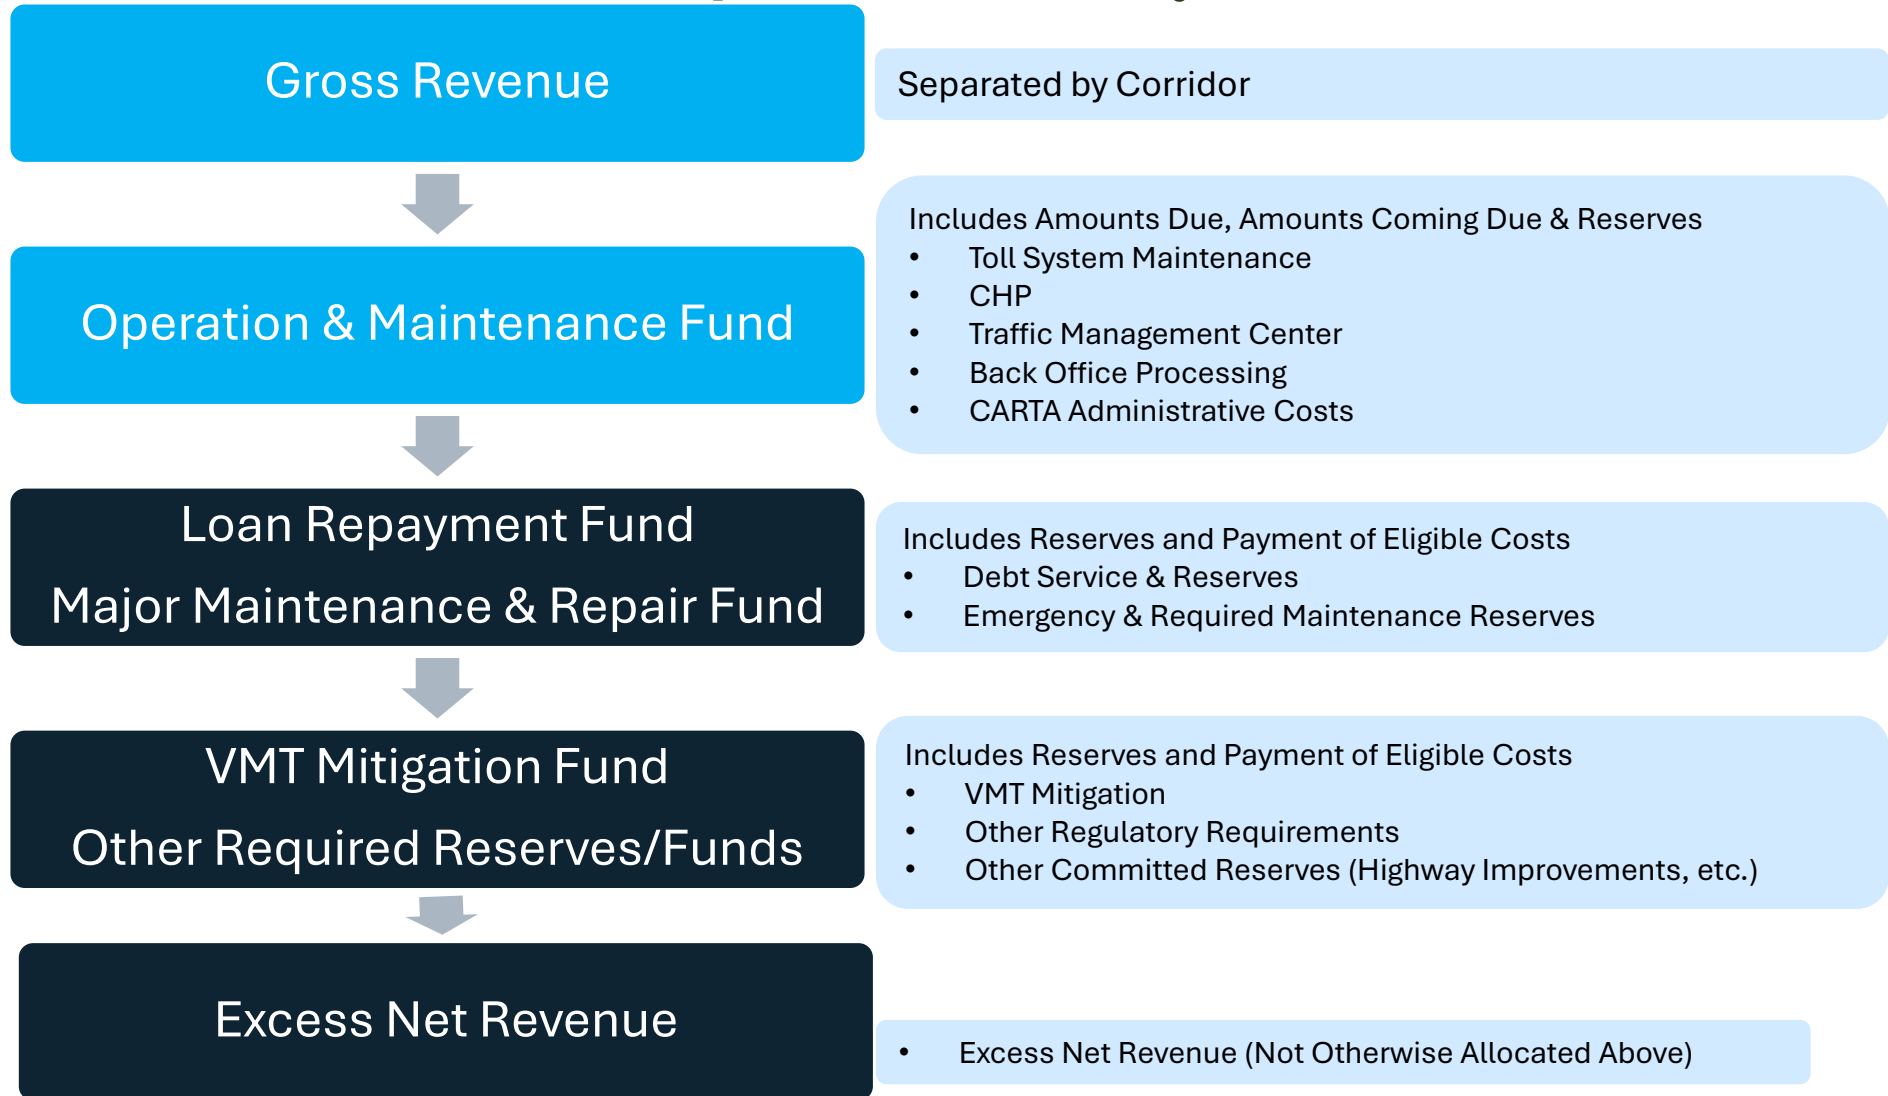 Gross Revenue
Separated by Corridor
Operation & Maintenance Fund
Includes Amounts Due, Amounts Coming Due & Reserves
• Toll System Maintenance
• CHP
• Traffic Management Center
• Back Office Processing
• CARTA Administrative Costs
Loan Repayment Fund
Major Maintenance & Repair Fund
Includes Reserves and Payment of Eligible Costs
• Debt Service & Reserves
• Emergency & Required Maintenance Reserves
VMT Mitigation Fund
Other Required Reserves/Funds
Includes Reserves and Payment of Eligible Costs
• VMT Mitigation
• Other Regulatory Requirements
• Other Committed Reserves (Highway Improvements, etc.)
Excess Net Revenue
• Excess Net Revenue (Not Otherwise Allocated Above)